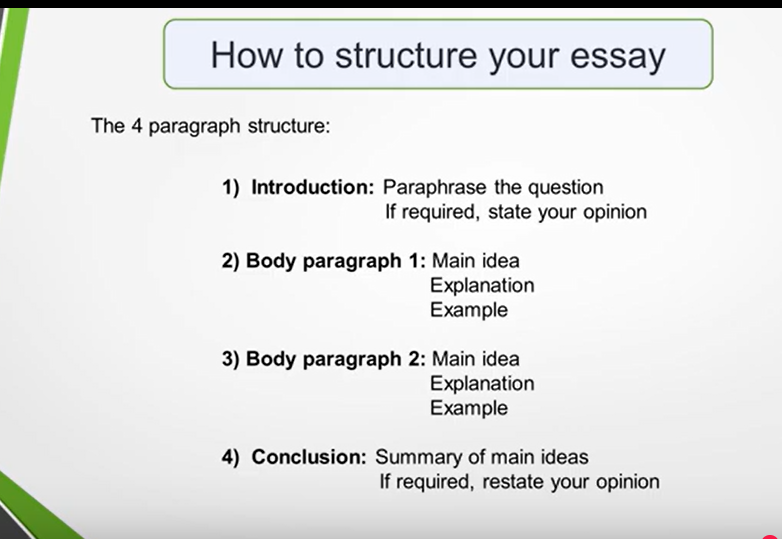 How to structure your essay
The 4 paragraph structure:
1) Introduction: Paraphrase the question
If required, state your opinion
2) Body paragraph 1: Main idea
Explanation
Example
3) Body paragraph 2: Main idea
Explanation
Example
4) Conclusion: Summary of main ideas
If required, restate your opinion